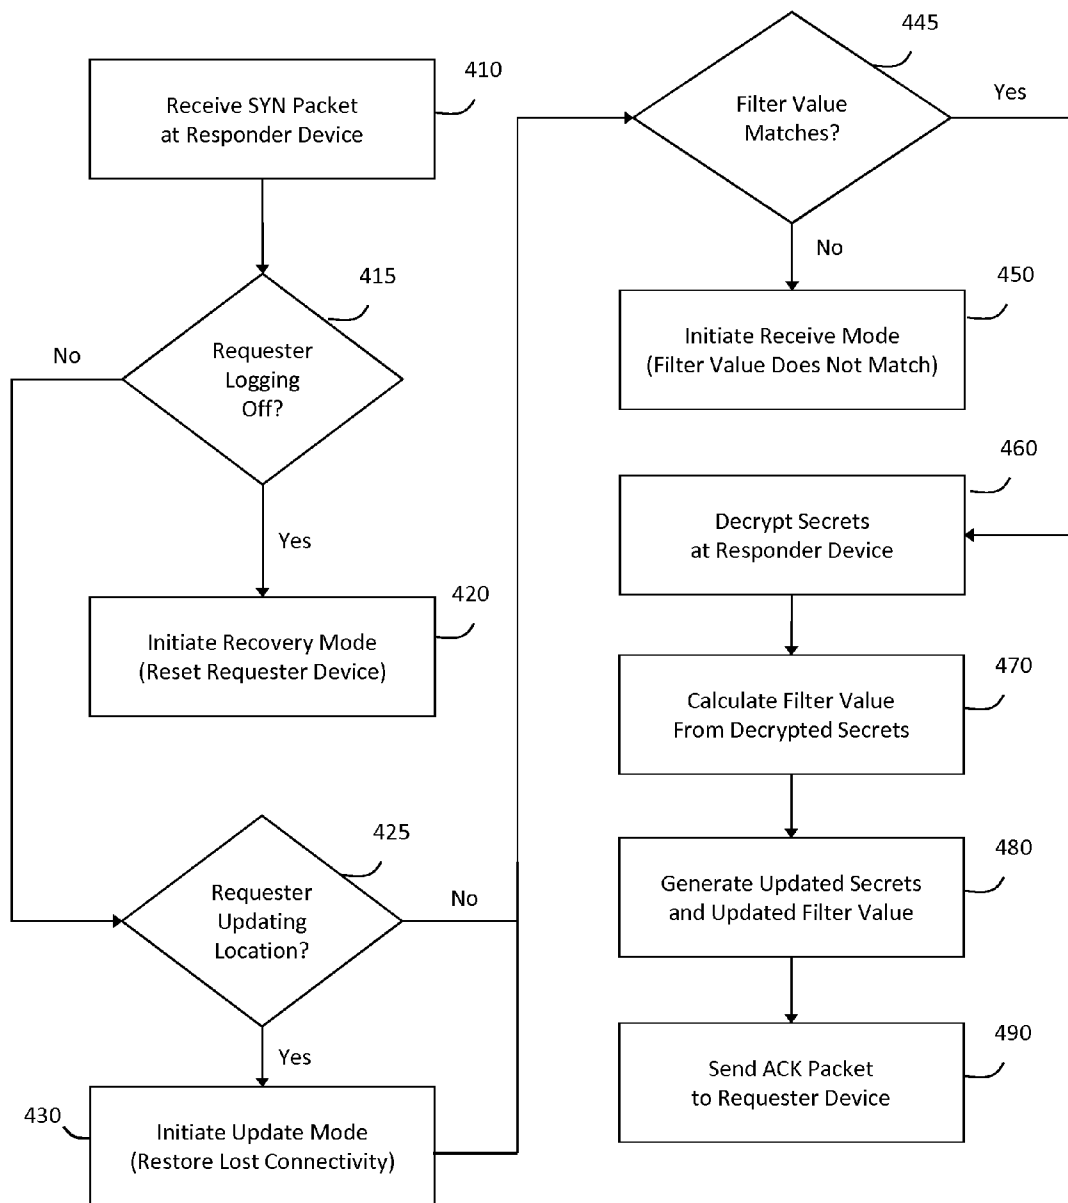 410
Receive SYN Packet
at Responder Device
415
Requester
Logging
Off?
No
Yes
420
Initiate Recovery Mode
(Reset Requester Device)
425
Requester
Updating
Location?
No
Yes
430
Initiate Update Mode
(Restore Lost Connectivity)
445
Filter Value
Matches?
Yes
No
450
Initiate Receive Mode
(Filter Value Does Not Match)
460
Decrypt Secrets
at Responder Device
470
Calculate Filter Value
From Decrypted Secrets
480
Generate Updated Secrets
and Updated Filter Value
490
Send ACK Packet
to Requester Device